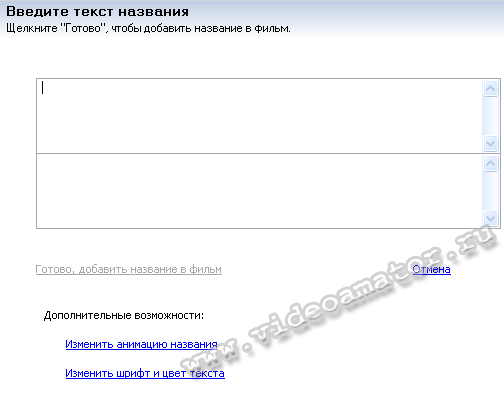 Введите текст названия
Щелкните "Готово", чтобы добавить название в фильм.
Готово, добавить название в фильм
Отмена
Дополнительные возможности:
Изменить анимацию названия
Изменить шрифт и цвет текста
www.videoamator.ru